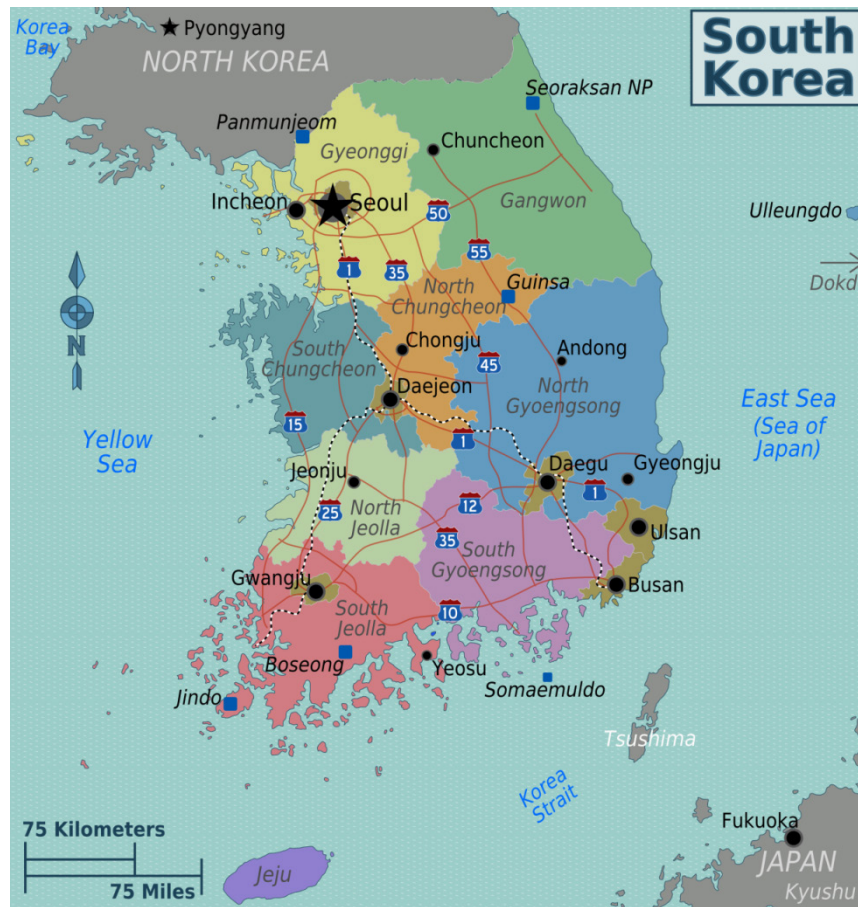 Korea
Bay
Pyongyang
NORTH KOREA
South
Korea
Seoraksan NP
Panmunjeom
Gyeonggi
Chuncheon
Incheon
Seoul
50
Gangwon
Ulleungdo
55
1
35
Dokd
North
Chungcheon
Guinsa
N
South
Chungcheon
Chongju
45
Andong
Daejeon
North
Gyoengsong
East Sea
(Sea of
Japan)
15
Yellow
Sea
1
Jeonju
Daegu
Gyeongju
1
25
North
Jeolla
12
35
South
Gyoengsong
Ulsan
Gwangju
Busan
South
Jeolla
10
Boseong
Yeosu
Somaemuldo
Jindo
Tsushima
Korea
Strait
75 Kilometers
75 Miles
Fukuoka
JAPAN
Kyushu
Jeju